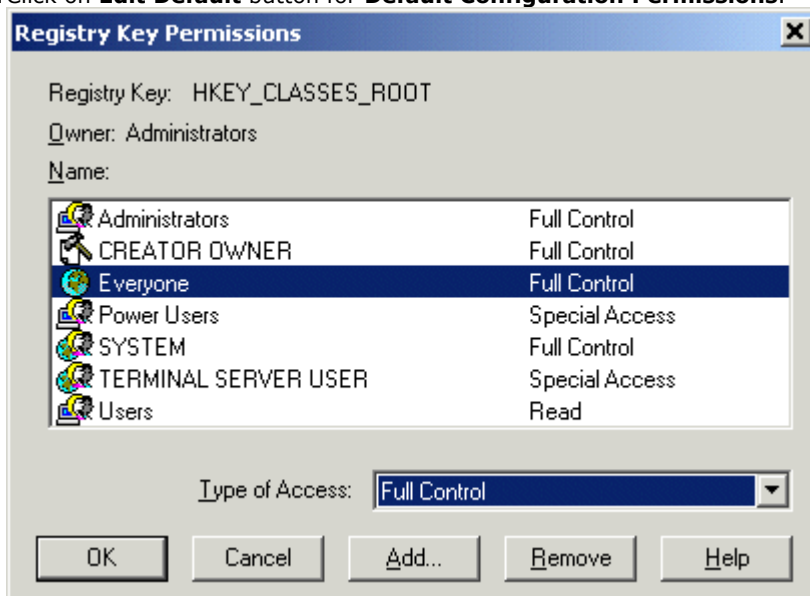 Click on Edit Default button for Default Configuration Permissions.
Registry Key Permissions
Registry Key: HKEY_CLASSES_ROOT
Owner: Administrators
Name:
Administrators Full Control
CREATOR OWNER Full Control
Everyone Full Control
Power Users Special Access
SYSTEM Full Control
TERMINAL SERVER USER Special Access
Users Read
Type of Access: Full Control
OK Cancel Add... Remove Help